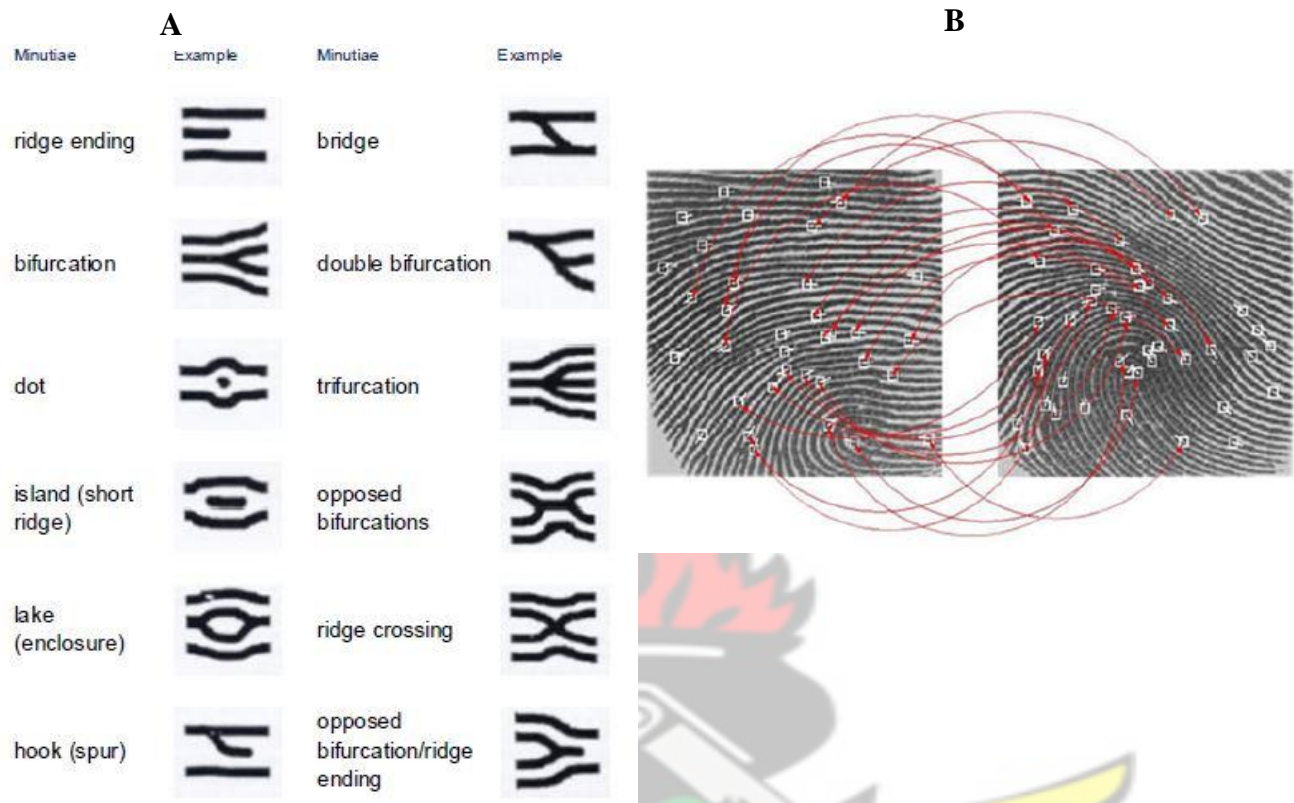 A
B
Minutiae Example Minutiae Example
ridge ending
bridge
bifurcation
double bifurcation
dot
trifurcation
island (short
ridge)
opposed
bifurcations
lake
(enclosure)
ridge crossing
hook (spur)
opposed
bifurcation/ridge
ending